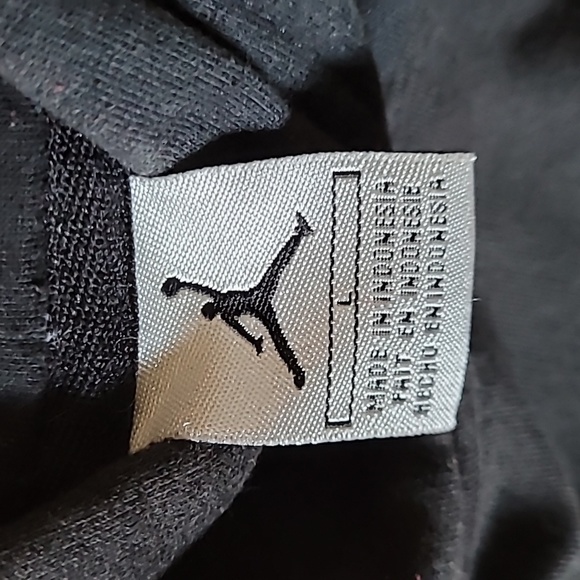 L
MADE IN INDONESIA
FAIT EN INDONESIE
HECHO EN INDONESIA